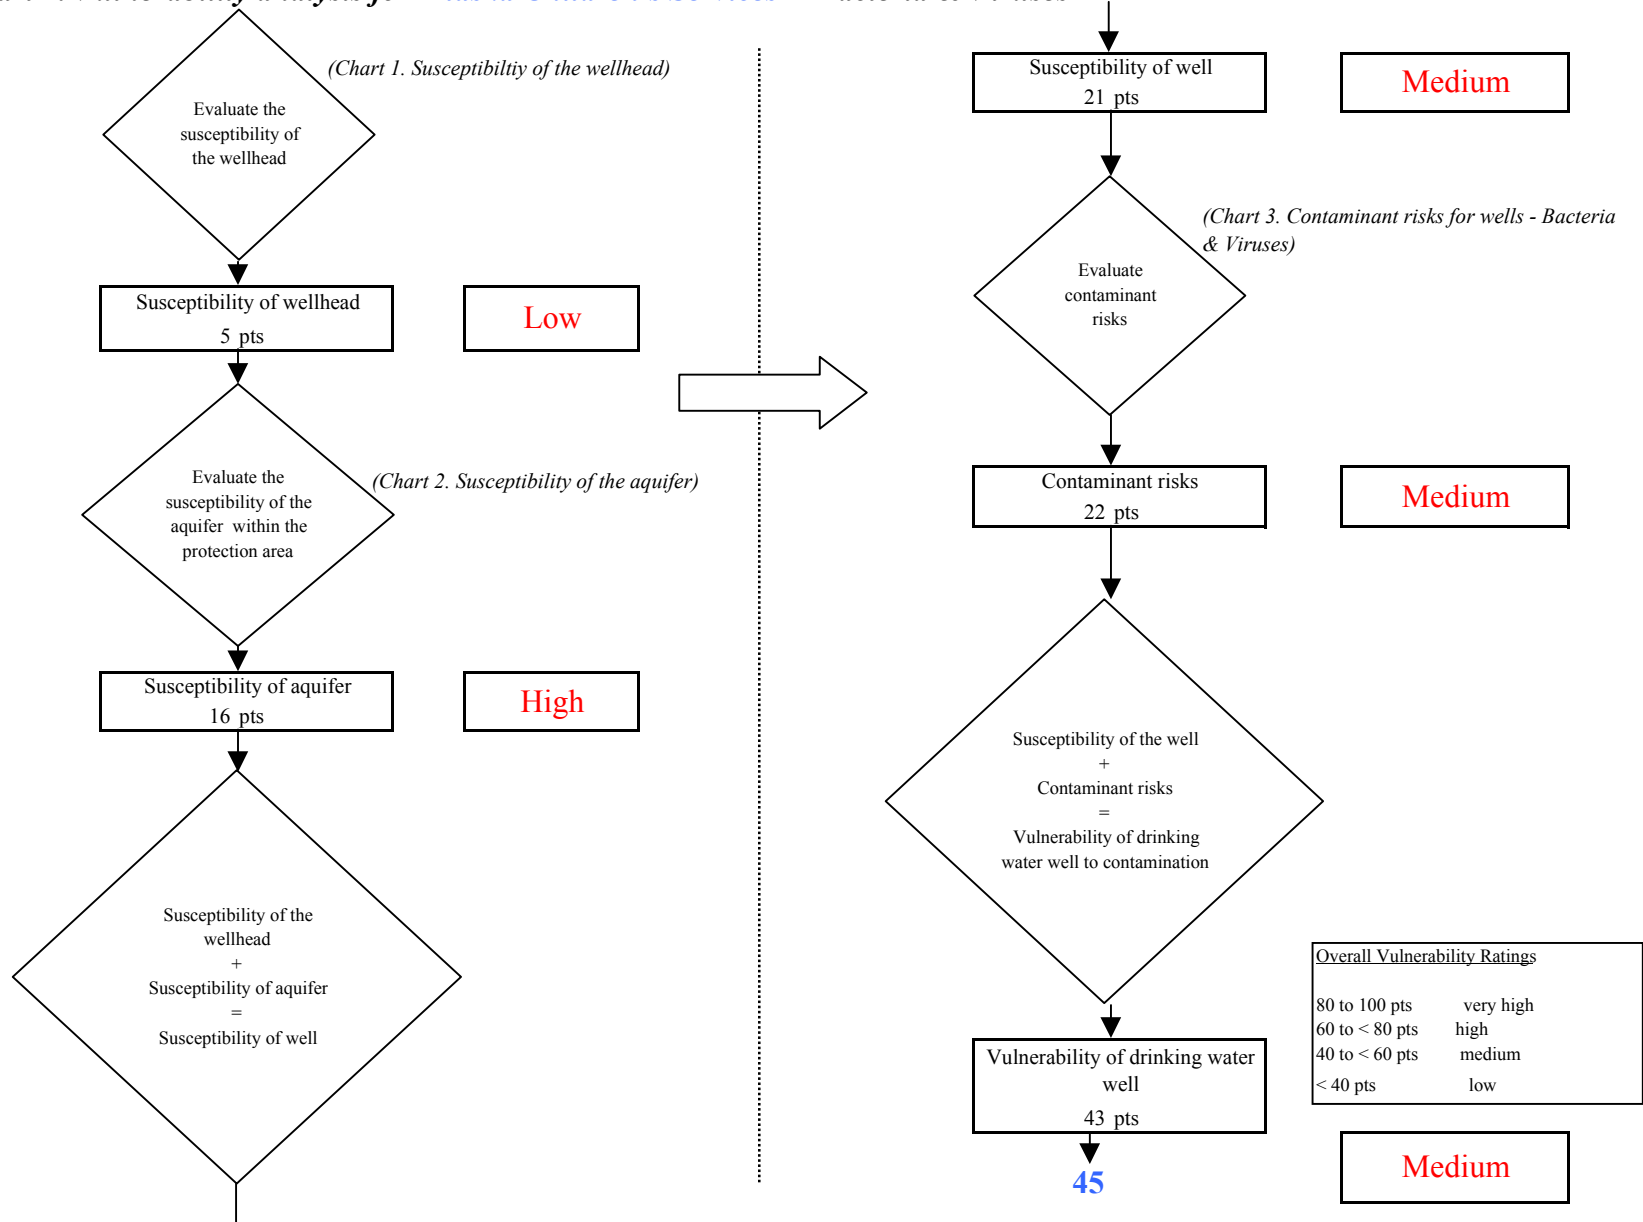 (Chart 1. Susceptibiltiy of the wellhead)
Evaluate the
susceptibility of
the wellhead
Susceptibility of wellhead
5 pts
Low
Evaluate the
susceptibility of the
aquifer within the
protection area
(Chart 2. Susceptibility of the aquifer)
Susceptibility of aquifer
16 pts
High
Susceptibility of the
wellhead
+
Susceptibility of aquifer
=
Susceptibility of well
Susceptibility of well
21 pts
Medium
(Chart 3. Contaminant risks for wells - Bacteria
& Viruses)
Evaluate
contaminant
risks
Contaminant risks
22 pts
Medium
Susceptibility of the well
+
Contaminant risks
=
Vulnerability of drinking
water well to contamination
Overall Vulnerability Ratings
80 to 100 pts very high
60 to < 80 pts high
40 to < 60 pts medium
< 40 pts low
Vulnerability of drinking water
well
43 pts
45
Medium